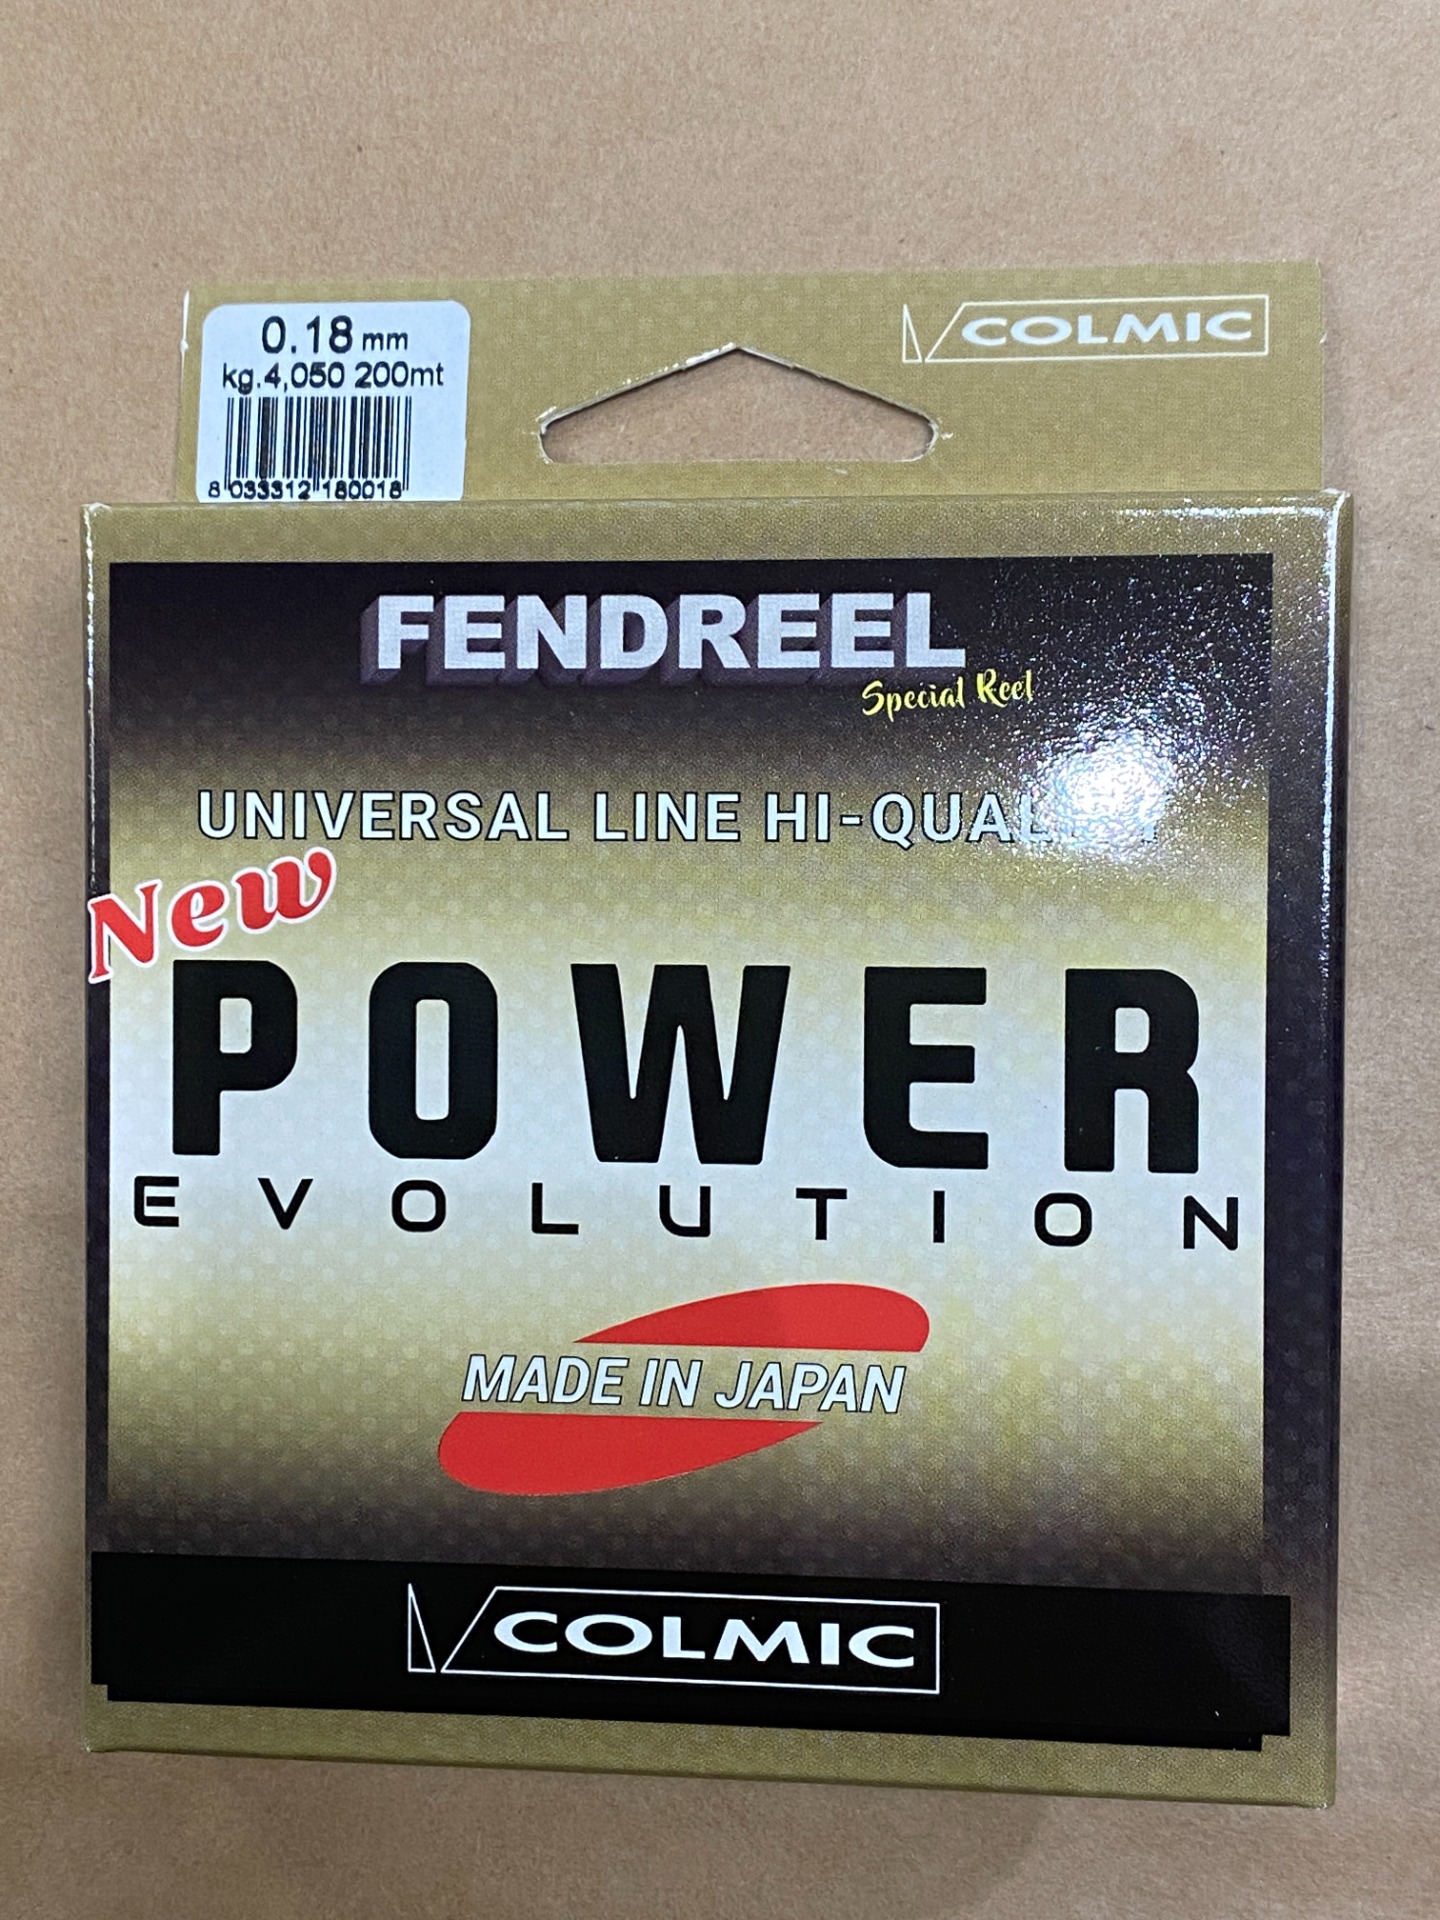 0.18 mm
kg.4,050 200mt
8 033312 180018
COLMIC
FENDREEL
Special Reel
UNIVERSAL LINE HI-QUALITY
New
POWER
EVOLUTION
MADE IN JAPAN
COLMIC